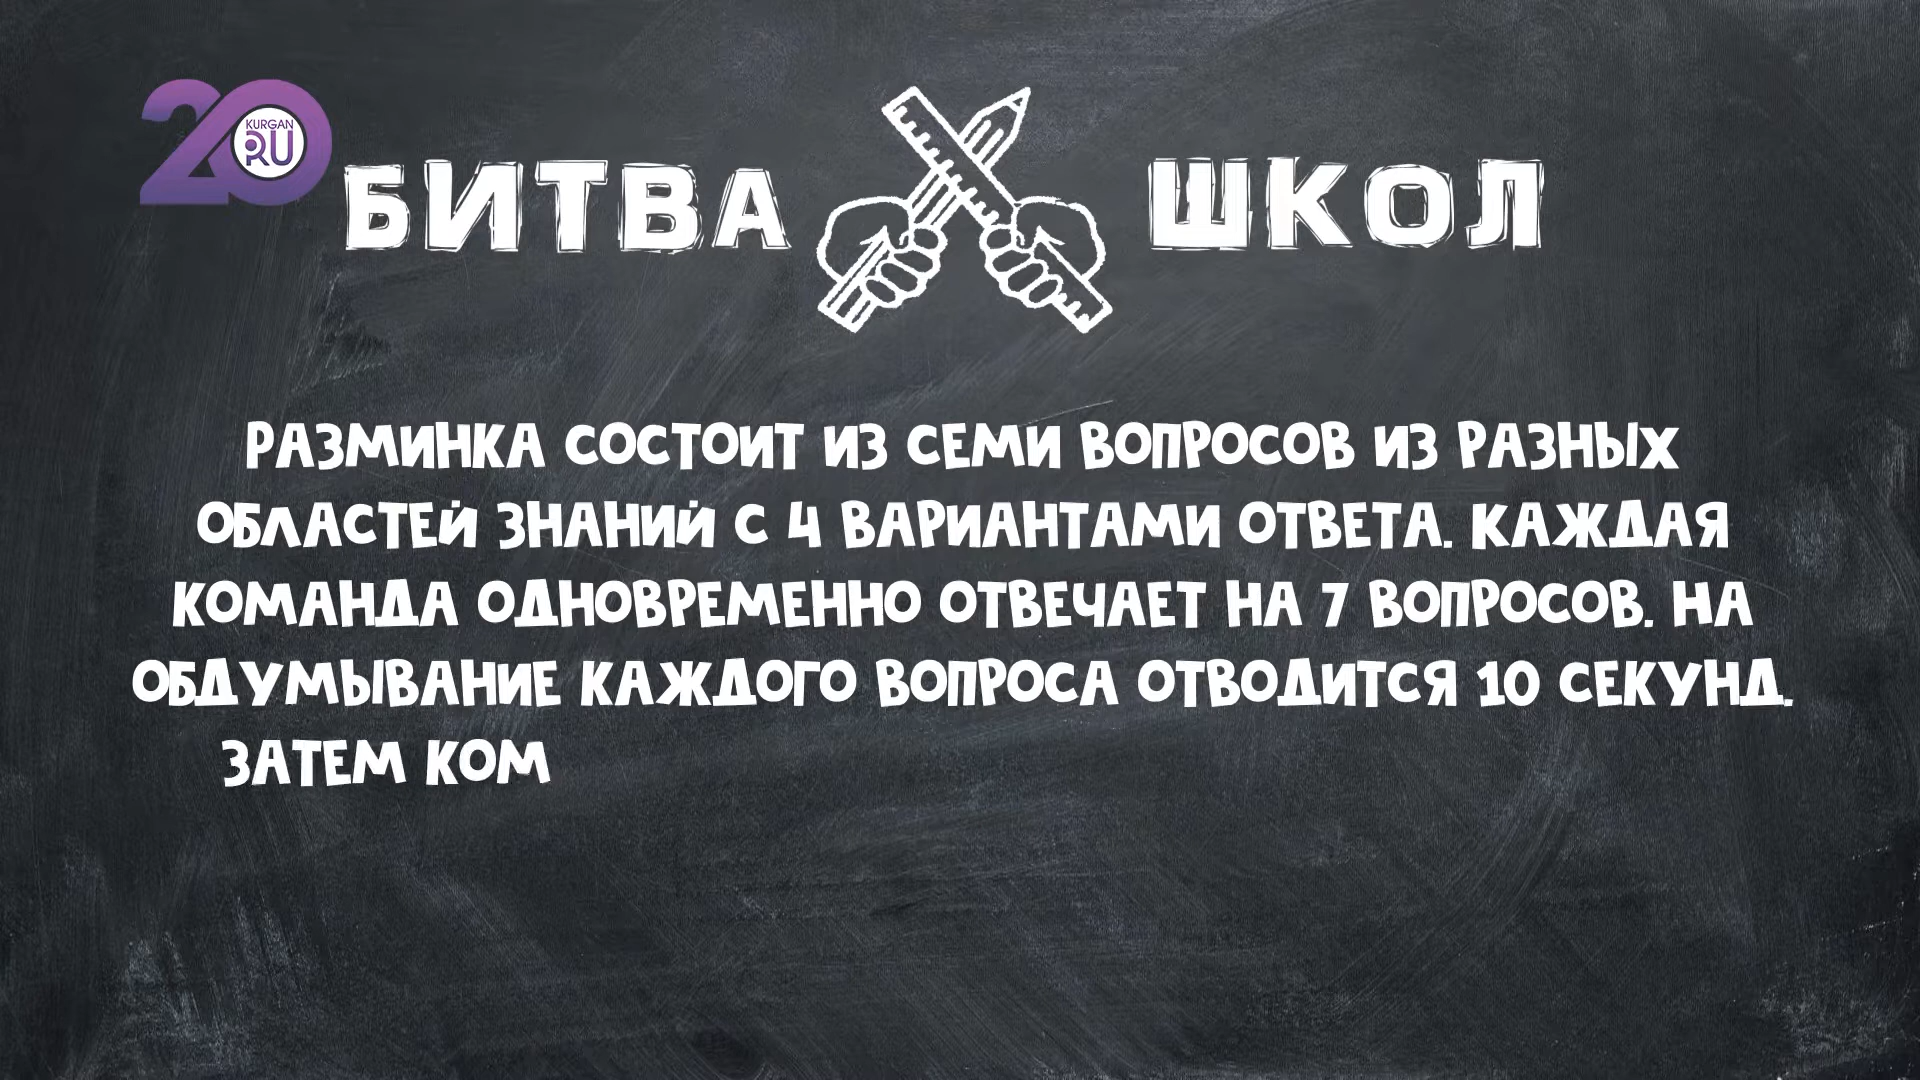 20
KURGAN
RU
БИТВА ШКОЛ
РАЗМИНКА СОСТОИТ ИЗ СЕМИ ВОПРОСОВ ИЗ РАЗНЫХ
ОБЛАСТЕЙ ЗНАНИЙ С 4 ВАРИАНТАМИ ОТВЕТА. КАЖДАЯ
КОМАНДА ОДНОВРЕМЕННО ОТВЕЧАЕТ НА 7 ВОПРОСОВ. НА
ОБДУМЫВАНИЕ КАЖДОГО ВОПРОСА ОТВОДИТСЯ 10 СЕКУНД.
ЗАТЕМ КОМ